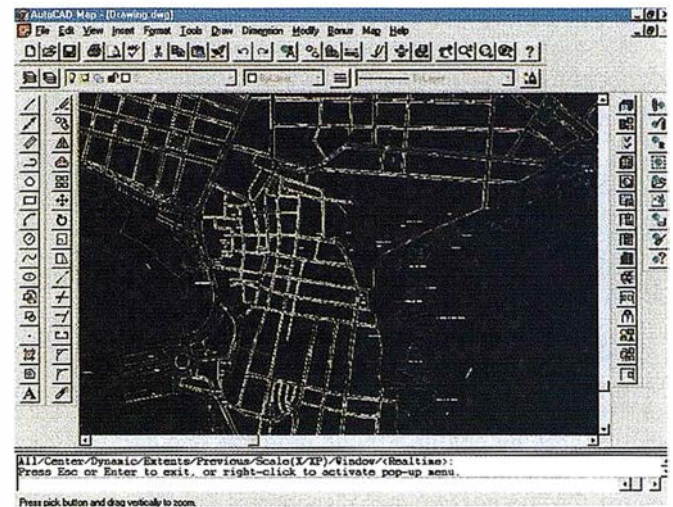 AutoCAD Map - [Drawing.dwg]
File Edit View Insert Format Tools Draw Dimension Modify Bonus Map Help
ByLayer ByLayer
All/Center/Dynamic/Extents/Previous/Scale(X/XP)/Window/<Realtime>:
Press Esc or Enter to exit, or right-click to activate pop-up menu.
Press pick button and drag vertically to zoom.